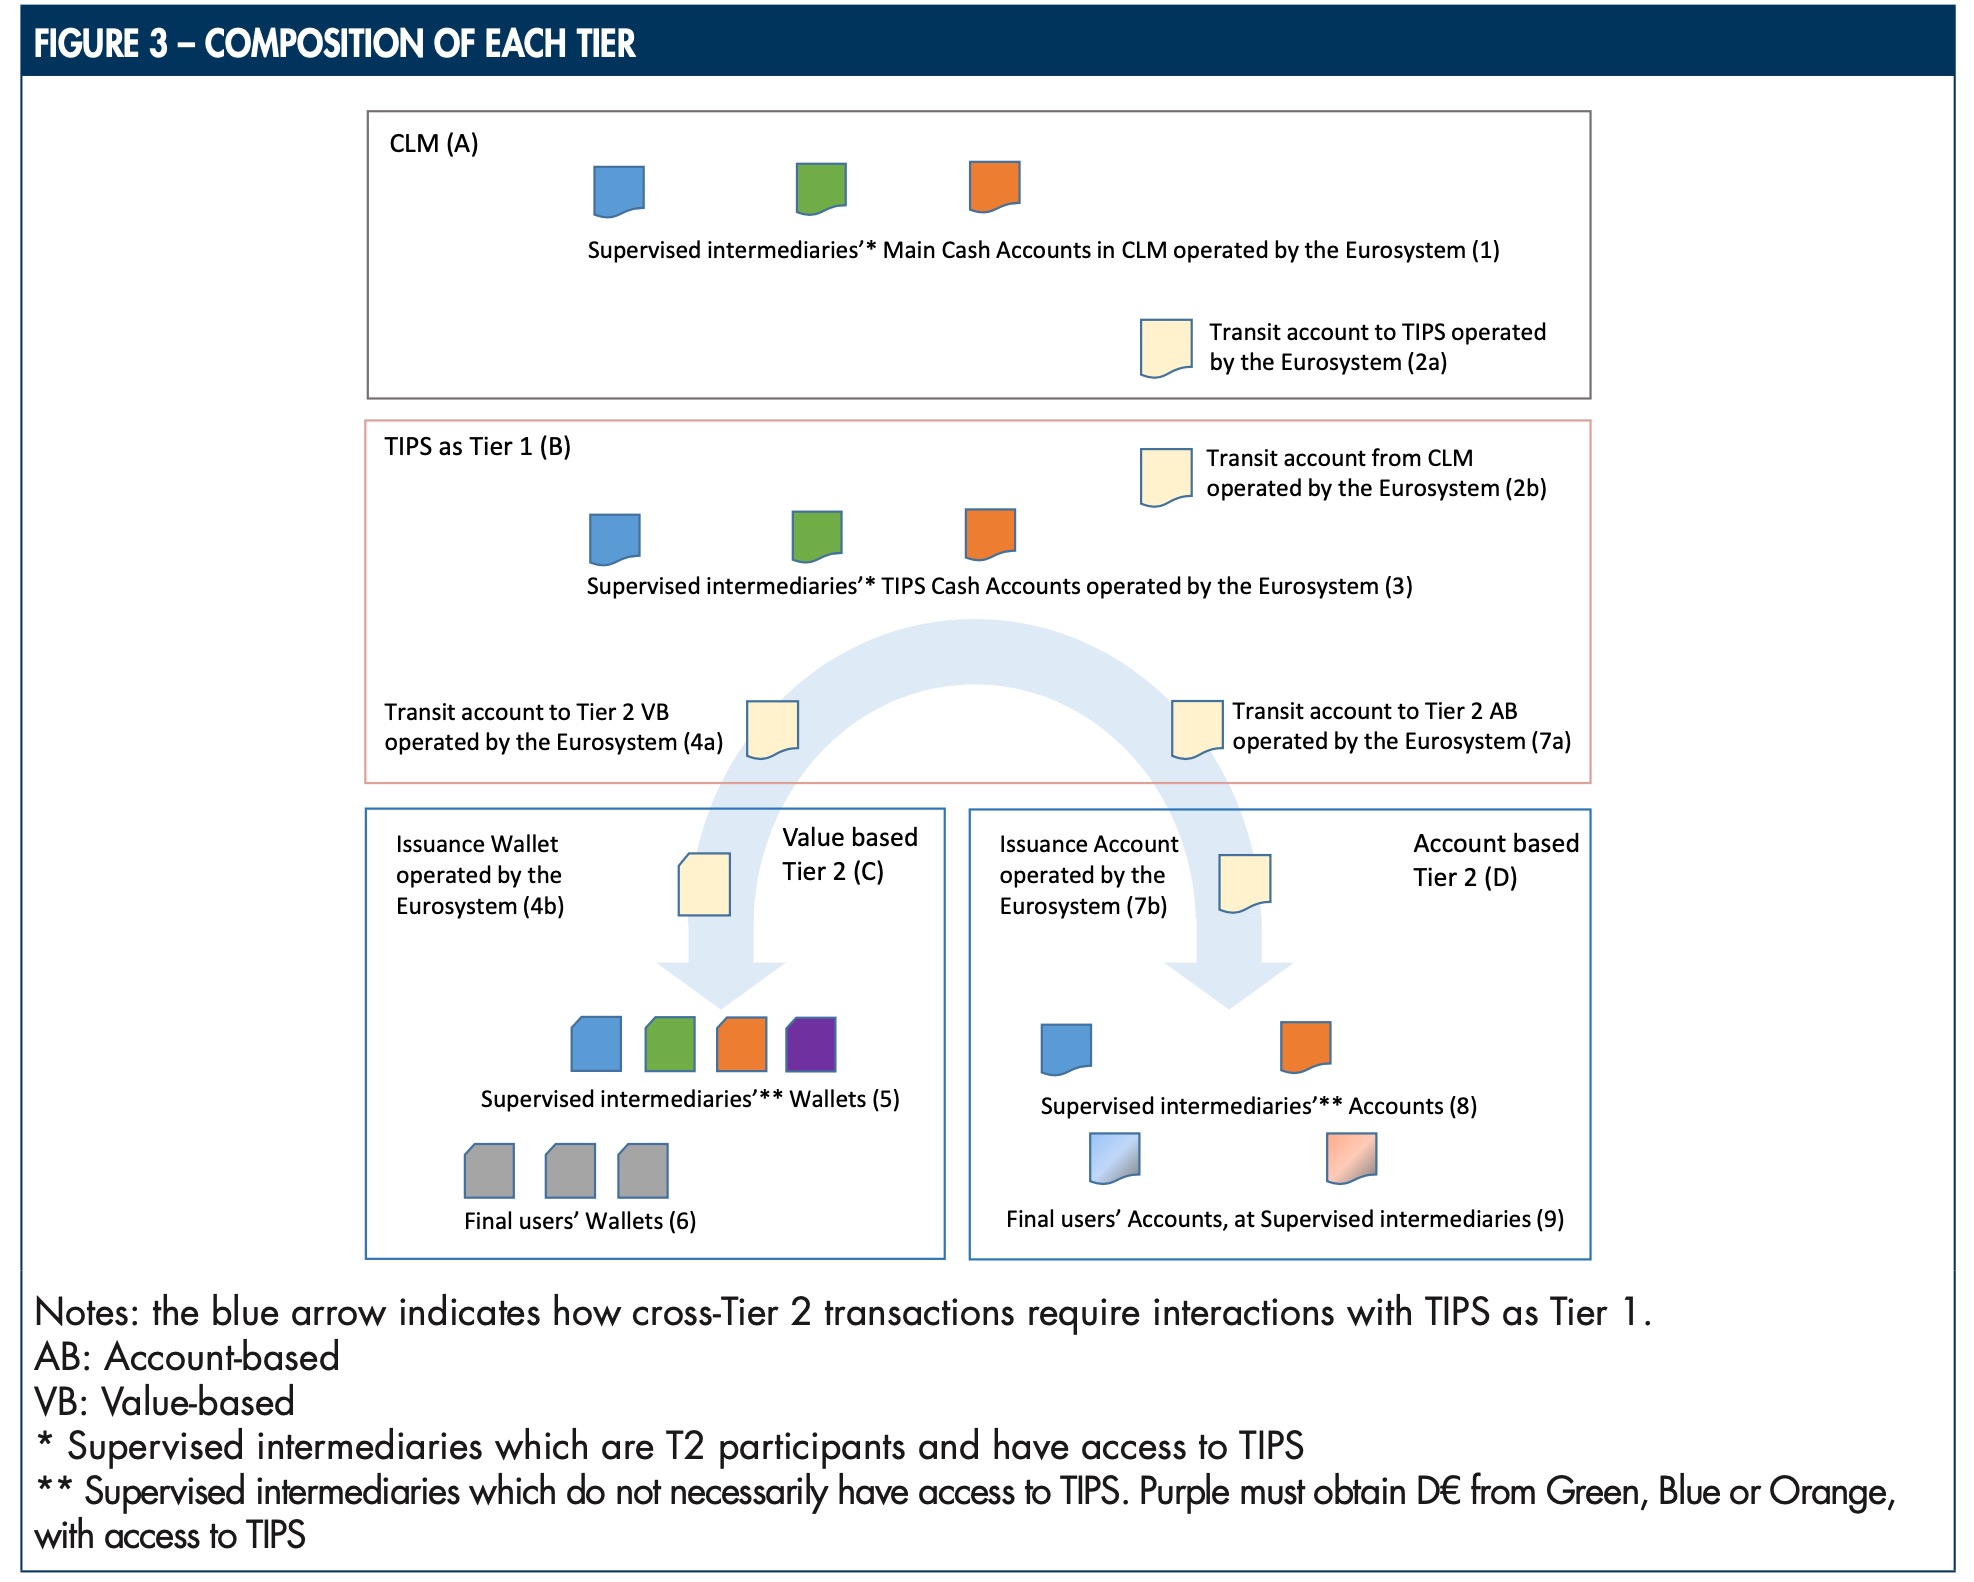 FIGURE 3 – COMPOSITION OF EACH TIER
CLM (A)
Supervised intermediaries’* Main Cash Accounts in CLM operated by the Eurosystem (1)
Transit account to TIPS operated
by the Eurosystem (2a)
TIPS as Tier 1 (B)
Transit account from CLM
operated by the Eurosystem (2b)
Supervised intermediaries’* TIPS Cash Accounts operated by the Eurosystem (3)
Transit account to Tier 2 VB
operated by the Eurosystem (4a)
Transit account to Tier 2 AB
operated by the Eurosystem (7a)
Issuance Wallet
operated by the
Eurosystem (4b)
Value based
Tier 2 (C)
Supervised intermediaries’** Wallets (5)
Final users’ Wallets (6)
Issuance Account
operated by the
Eurosystem (7b)
Account based
Tier 2 (D)
Supervised intermediaries’** Accounts (8)
Final users’ Accounts, at Supervised intermediaries (9)
Notes: the blue arrow indicates how cross-Tier 2 transactions require interactions with TIPS as Tier 1.
AB: Account-based
VB: Value-based
* Supervised intermediaries which are T2 participants and have access to TIPS
** Supervised intermediaries which do not necessarily have access to TIPS. Purple must obtain D€ from Green, Blue or Orange,
with access to TIPS